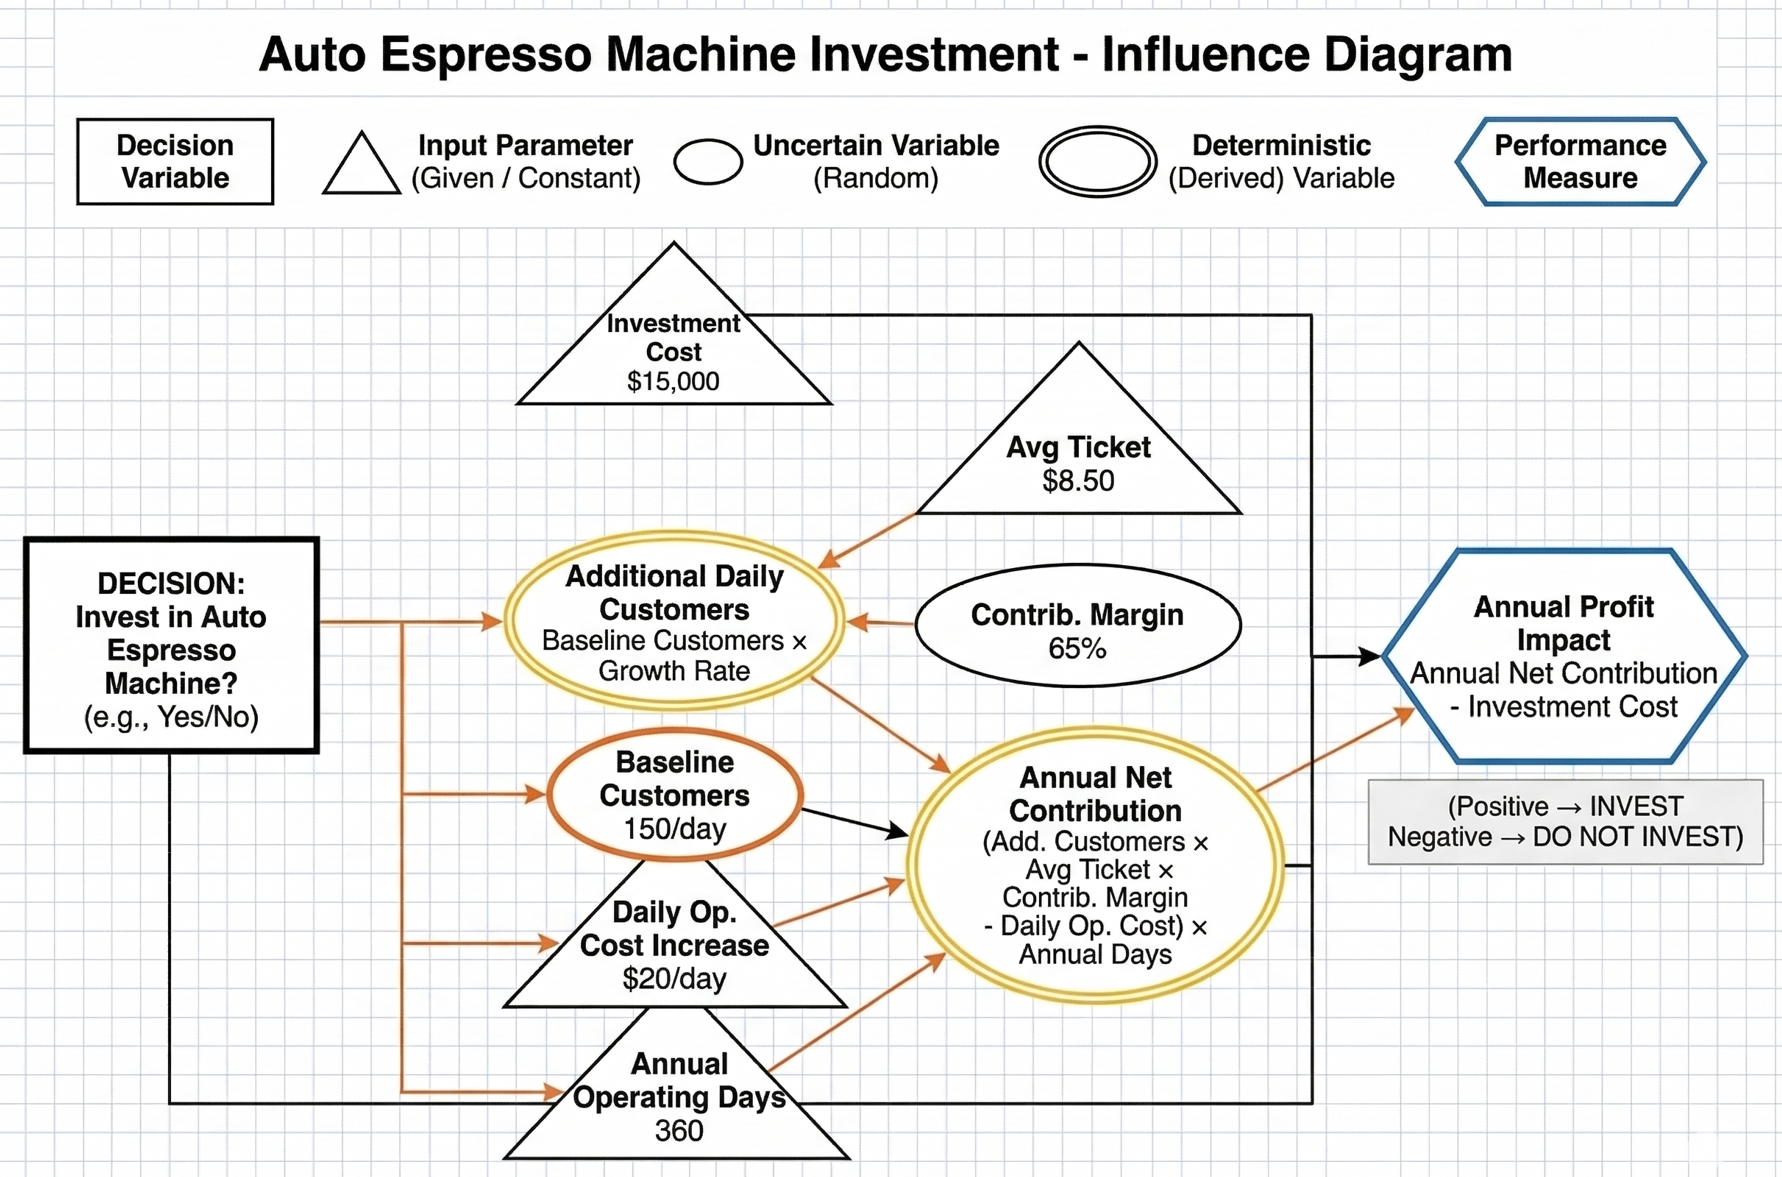 Auto Espresso Machine Investment - Influence Diagram
Decision
Variable
Input Parameter
(Given / Constant)
Uncertain Variable
(Random)
Deterministic
(Derived) Variable
Performance
Measure
Investment
Cost
$15,000
Avg Ticket
$8.50
DECISION:
Invest in Auto
Espresso
Machine?
(e.g., Yes/No)
Additional Daily
Customers
Baseline Customers ×
Growth Rate
Contrib. Margin
65%
Annual Profit
Impact
Annual Net Contribution
- Investment Cost
Baseline
Customers
150/day
Annual Net
Contribution
(Add. Customers ×
Avg Ticket ×
Contrib. Margin
- Daily Op. Cost) ×
Annual Days
(Positive → INVEST
Negative → DO NOT INVEST)
Daily Op.
Cost Increase
$20/day
Annual
Operating Days
360